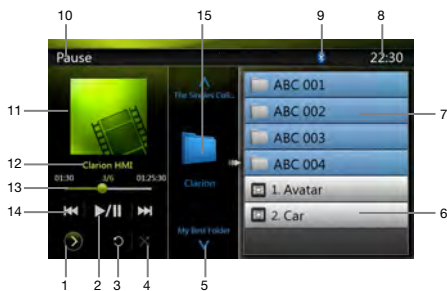 10 15 9 8
Pause 22:30
The Singles Coll...
ABC 001
11 ABC 002 7
ABC 003
12 Clarion HMI ABC 004
13 01:30 3/6 01:25:30 Clarion 1. Avatar
14 2. Car 6
My Best Folder
1 2 3 4 5